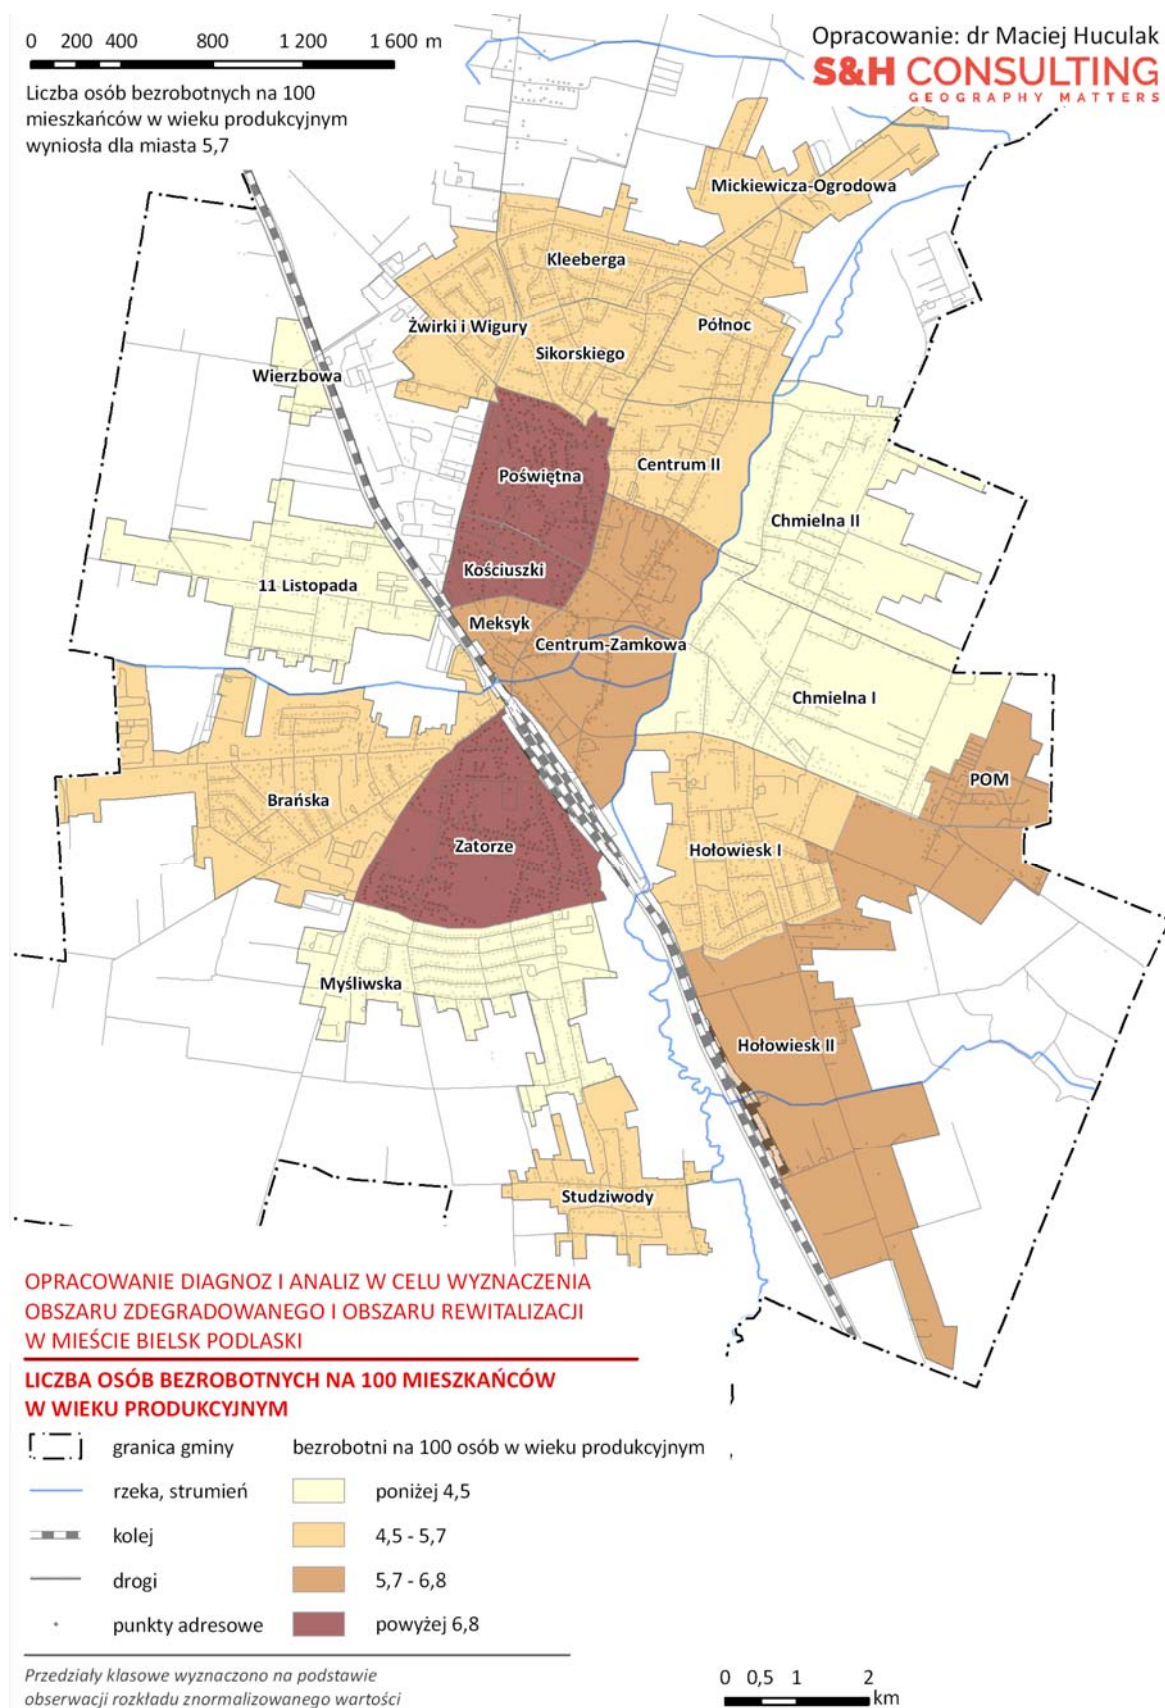 0 200 400 800 1 200 1 600 m
Opracowanie: dr Maciej Huculak
S&H CONSULTING
GEOGRAPHY MATTERS
Liczba osób bezrobotnych na 100
mieszkańców w wieku produkcyjnym
wyniosła dla miasta 5,7
Mickiewicza-Ogrodowa
Kleeberga
Żwirki i Wigury
Północ
Sikorskiego
Wierzbowa
Centrum II
Poświętna
Chmielna II
Kościuszki
11 Listopada
Meksyk
Centrum-Zamkowa
Chmielna I
POM
Brańska
Zatorze
Hołowiesk I
Myśliwska
Hołowiesk II
Studziwody
OPRACOWANIE DIAGNOZ I ANALIZ W CELU WYZNACZENIA
OBSZARU ZDEGRADOWANEGO I OBSZARU REWITALIZACJI
W MIEŚCIE BIELSK PODLASKI
LICZBA OSÓB BEZROBOTNYCH NA 100 MIESZKAŃCÓW
W WIEKU PRODUKCYJNYM
granica gminy bezrobotni na 100 osób w wieku produkcyjnym
rzeka, strumień poniżej 4,5
kolej 4,5 - 5,7
drogi 5,7 - 6,8
punkty adresowe powyżej 6,8
Przedziały klasowe wyznaczono na podstawie
obserwacji rozkładu znormalizowanego wartości
0 0,5 1 2
km